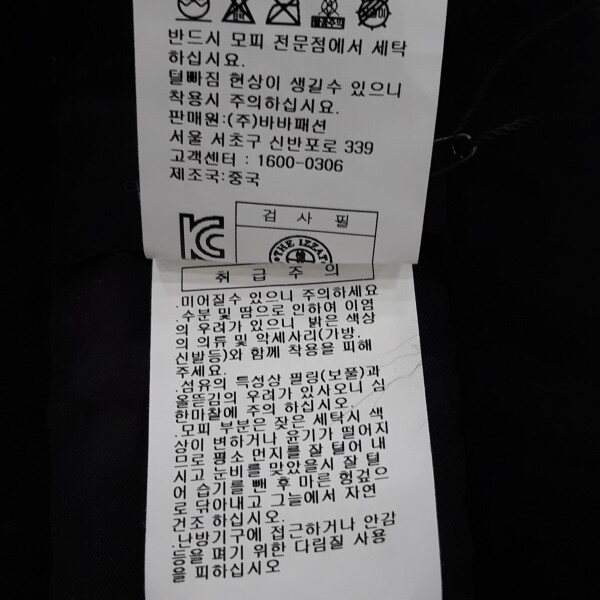 반드시 모피 전문점에서 세탁
하십시요.
털빠짐 현상이 생길수 있으니
착용시 주의하십시요.
판매원:(주)바바패션
서울 서초구 신반포로 339
고객센터 : 1600-0306
제조국:중국
검 사 필
THE IZZAT
취 급 주 의
.미어질수 있으니 주의하세요
.수분 및 땀으로 인하여 이염
의 우려가 있으니 밝은 색상
의 의류 및 악세사리(가방,
신발등)와 함께 착용을 피해
주세요.
.섬유의 특성상 필링(보풀)과
올뜯김의 우려가 있사오니 심
한마찰에 주의 하십시오.
.모피 부분은 잦은 세탁시 색
상이 변하거나 윤기가 떨어지
므로 평소 먼지를 잘 털어 내
시고 눈비를 맞았을시 잘 털
어 습기를 뺀 후 마른 헝겊으
로 닦아내고 그늘에서 자연
건조 하십시오.
.난방기구에 접근하거나 안감
등을 펴기 위한 다림질 사용
을 피하십시오